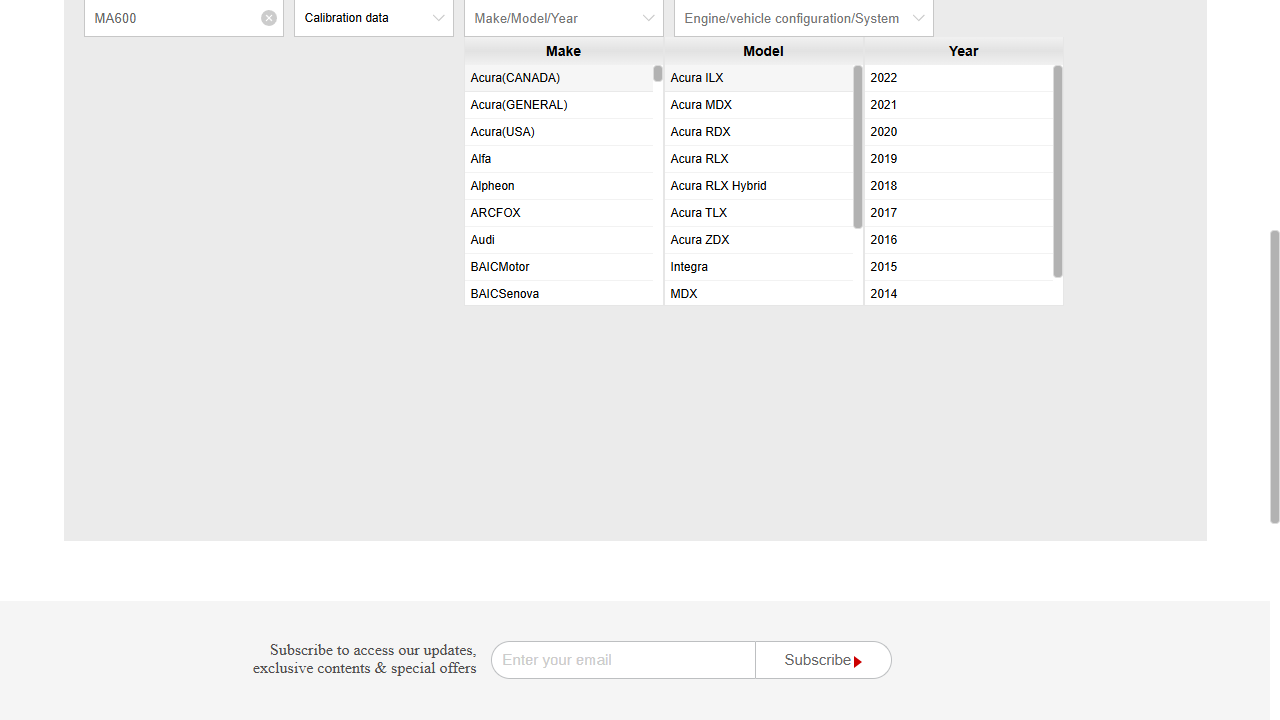 MA600 Calibration data Make/Model/Year Engine/vehicle configuration/System
Make Model Year
Acura(CANADA) Acura ILX 2022
Acura(GENERAL) Acura MDX 2021
Acura(USA) Acura RDX 2020
Alfa Acura RLX 2019
Alpheon Acura RLX Hybrid 2018
ARCFOX Acura TLX 2017
Audi Acura ZDX 2016
BAICMotor Integra 2015
BAICSenova MDX 2014
Subscribe to access our updates,
exclusive contents & special offers
Enter your email Subscribe